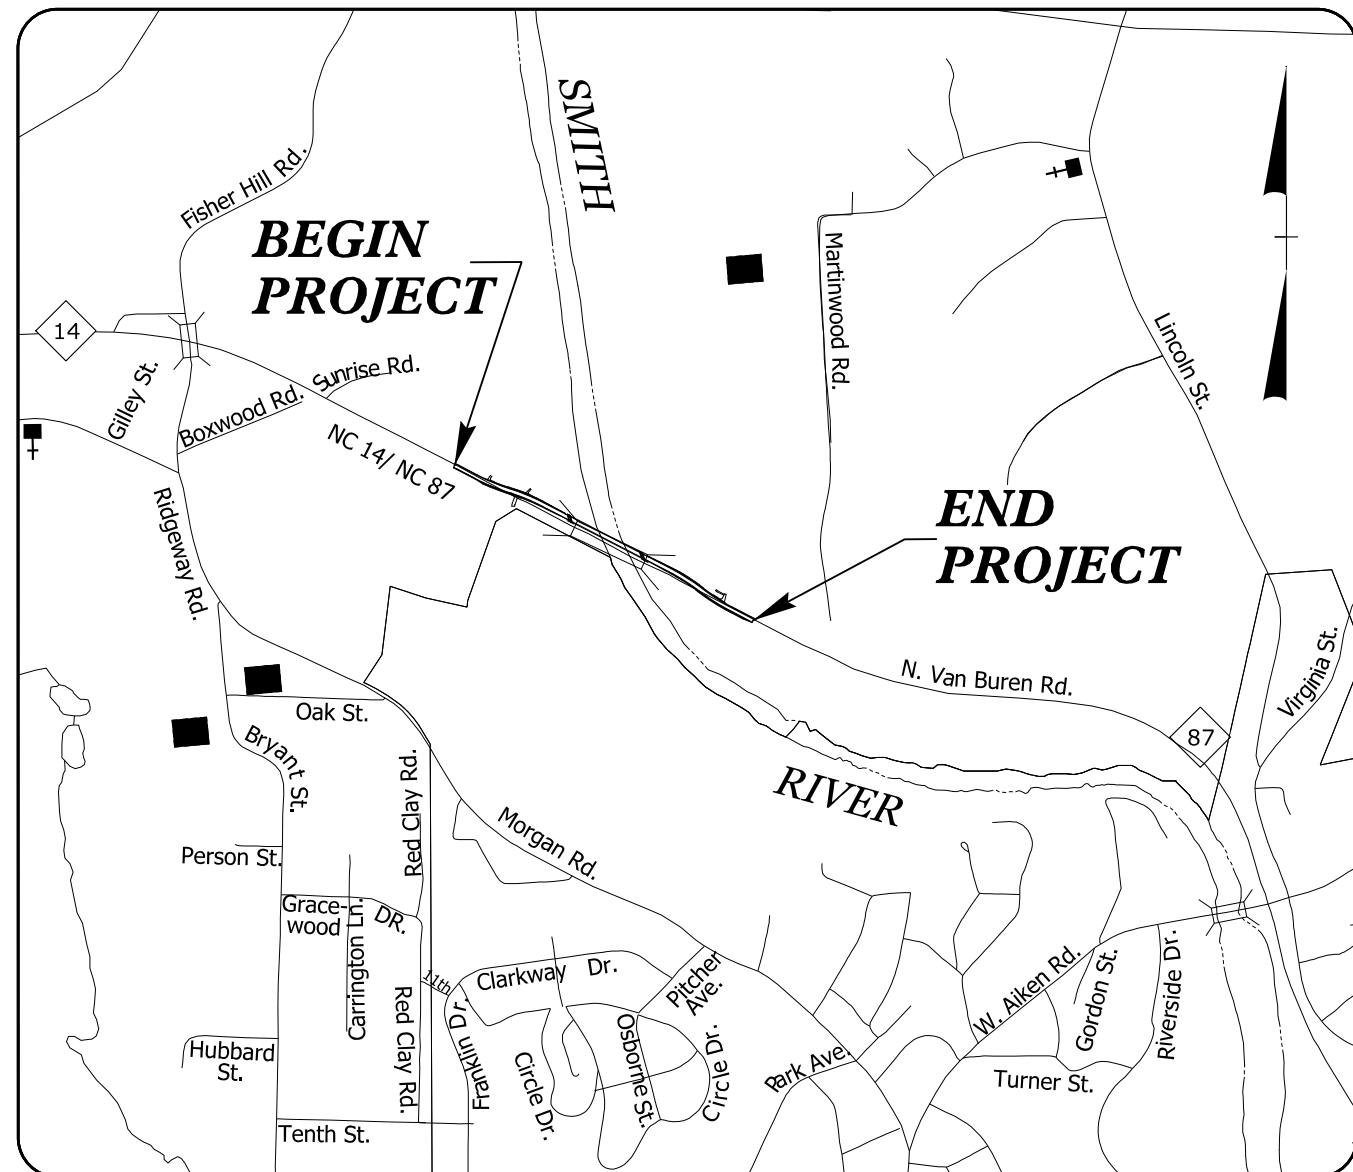 SMITH
Fisher Hill Rd.
BEGIN
PROJECT
Martinwood Rd.
14
Lincoln St.
Gilley St.
Sunrise Rd.
Boxwood Rd.
NC 14/ NC 87
END
PROJECT
Ridgeway Rd.
Virginia St.
N. Van Buren Rd.
Oak St.
87
Bryant St.
RIVER
Red Clay Rd.
Morgan Rd.
Person St.
Grace-
wood
DR.
Carrington Ln.
11th
Clarkway Dr.
Pitcher
Ave.
W. Aiken Rd.
Gordon St.
Riverside Dr.
Red Clay Rd.
Franklin Dr.
Osborne St.
Circle Dr.
Circle Dr.
Park Ave.
Hubbard
St.
Turner St.
Tenth St.